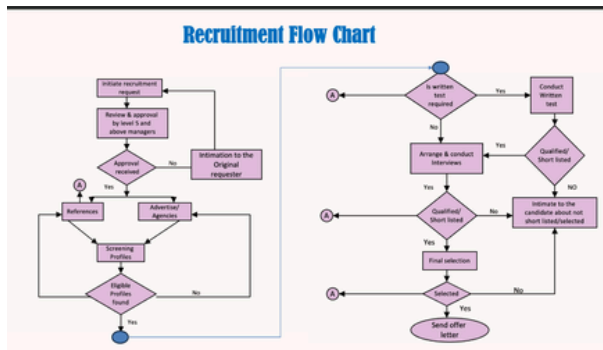 Recruitment Flow Chart
Initiate recruitment
request
Review & approval
by level 5 and
above managers
Approval
received
No
Intimation to the
Original
requester
Yes
A
References
Advertise/
Agencies
Screening
Profiles
Eligible
Profiles
found
No
Yes
Is written
test
required
A
Yes
Conduct
Written
test
No
Qualified/
Short listed
Yes
Arrange & conduct
Interviews
NO
Yes
Intimate to the
candidate about not
short listed/selected
Qualified/
Short listed
No
A
Yes
Final selection
Selected
No
A
Yes
Send offer
letter